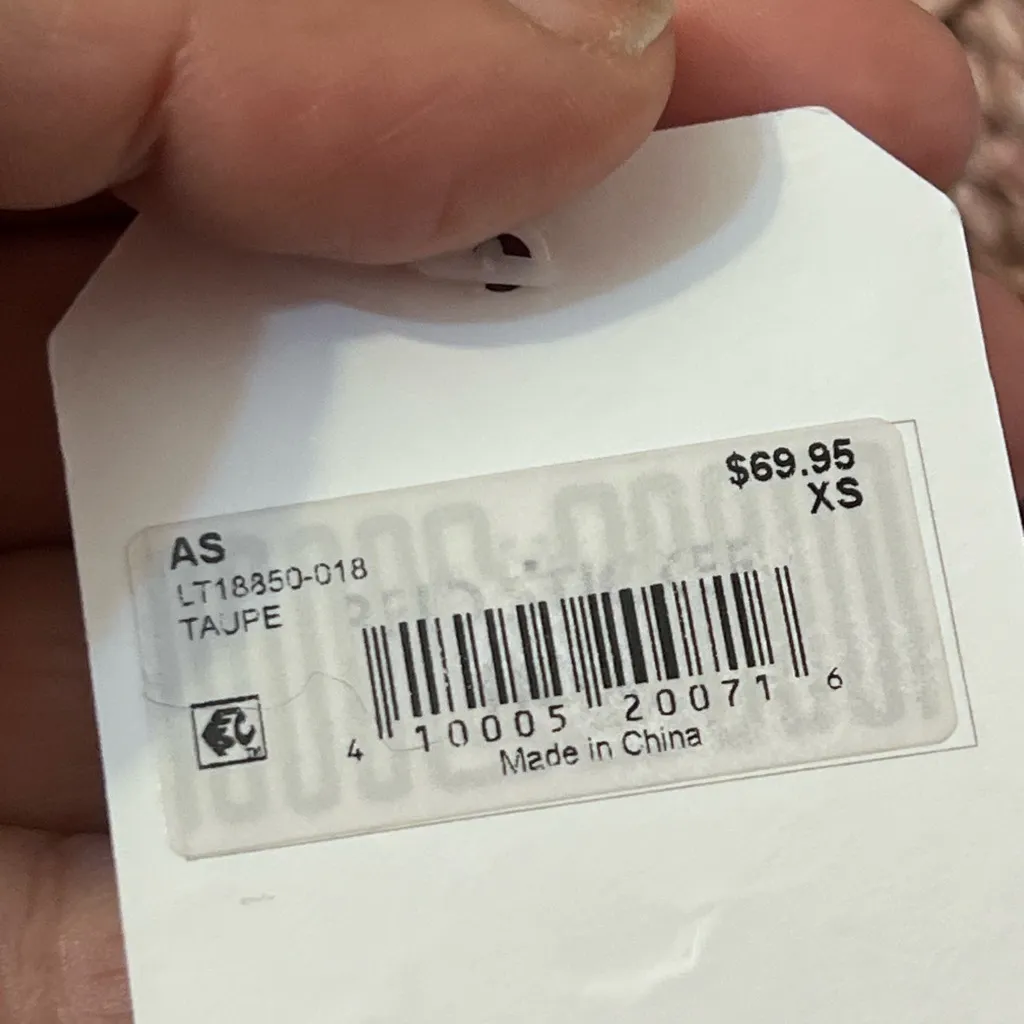 $69.95
XS
AS
LT18850-018
TAUPE
4 10005 20071 6
Made in China